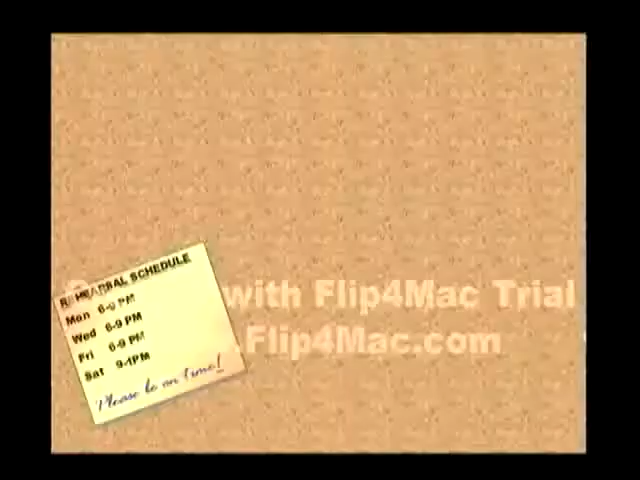 REHEARSAL SCHEDULE
Mon 6-9 PM
Wed 6-9 PM
Fri 6-9 PM
Sat 9-1PM
Please be on time!
with Flip4Mac Trial
.Flip4Mac.com